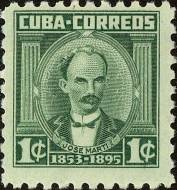 CUBA-CORREOS
JOSE MARTI
1¢ 1853-1895 1¢